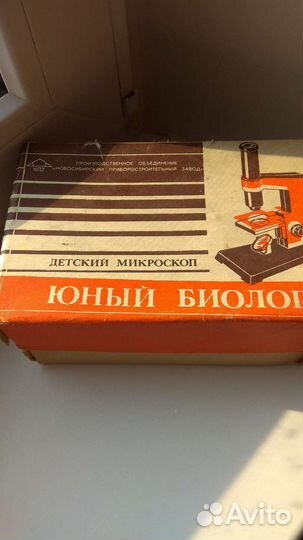 ПРОИЗВОДСТВЕННОЕ ОБЪЕДИНЕНИЕ
«НОВОСИБИРСКИЙ ПРИБОРОСТРОИТЕЛЬНЫЙ ЗАВОД»
ДЕТСКИЙ МИКРОСКОП
ЮНЫЙ БИОЛОГ
Avito